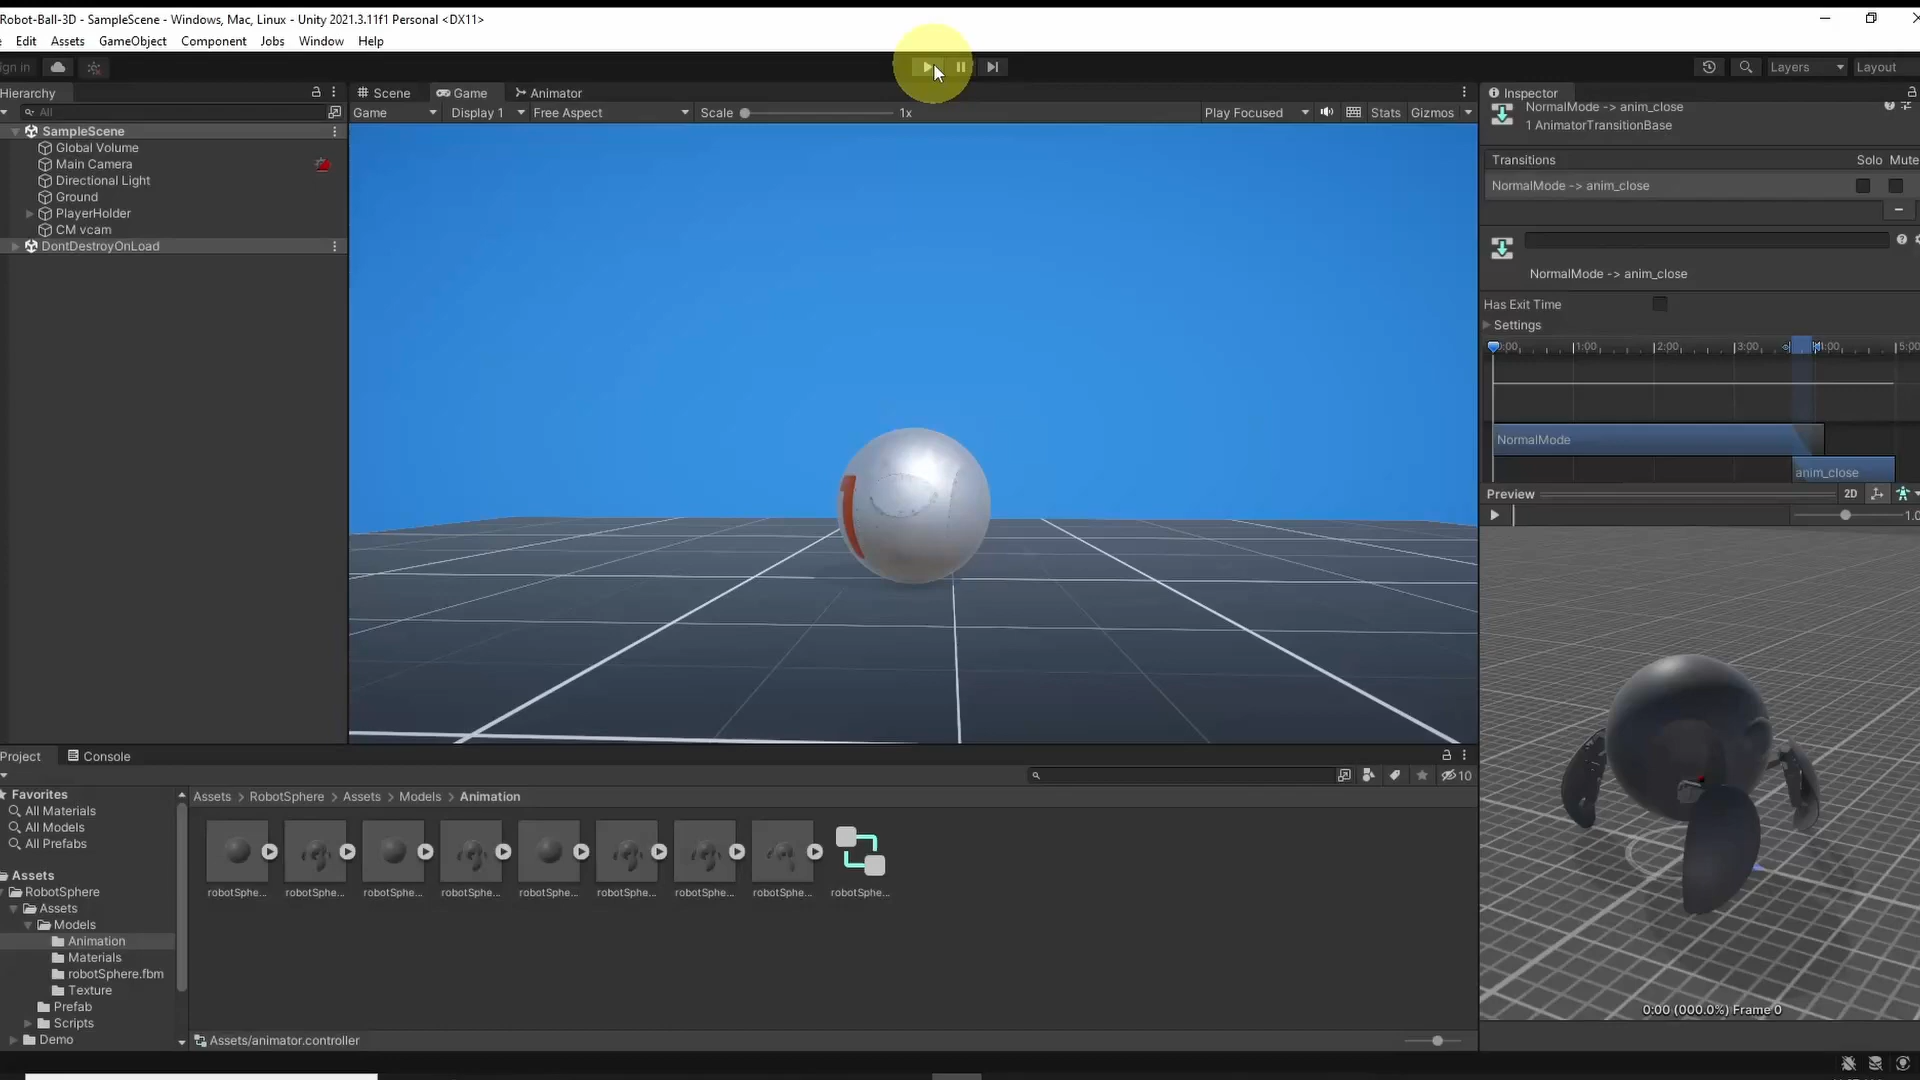 Robot-Ball-3D - SampleScene - Windows, Mac, Linux - Unity 2021.3.11f1 Personal <DX11>
Edit Assets GameObject Component Jobs Window Help
gn in
Layers
Layout
Hierarchy
All
SampleScene
Global Volume
Main Camera
Directional Light
Ground
PlayerHolder
CM vcam
DontDestroyOnLoad
Scene Game Animator
Game Display 1 Free Aspect Scale 1x Play Focused Stats Gizmos
Inspector
NormalMode -> anim_close
1 AnimatorTransitionBase
Transitions Solo Mute
NormalMode -> anim_close
NormalMode -> anim_close
Has Exit Time
Settings
:00 1:00 2:00 3:00 4:00 5:00
NormalMode
anim_close
Preview 2D
1.0
0:00 (000.0%) Frame 0
Project Console
10
Favorites
All Materials
All Models
All Prefabs
Assets
RobotSphere
Assets
Models
Animation
Materials
robotSphere.fbm
Texture
Prefab
Scripts
Demo
Assets > RobotSphere > Assets > Models > Animation
robotSphe... robotSphe... robotSphe... robotSphe... robotSphe... robotSphe... robotSphe... robotSphe... robotSphe...
Assets/animator.controller